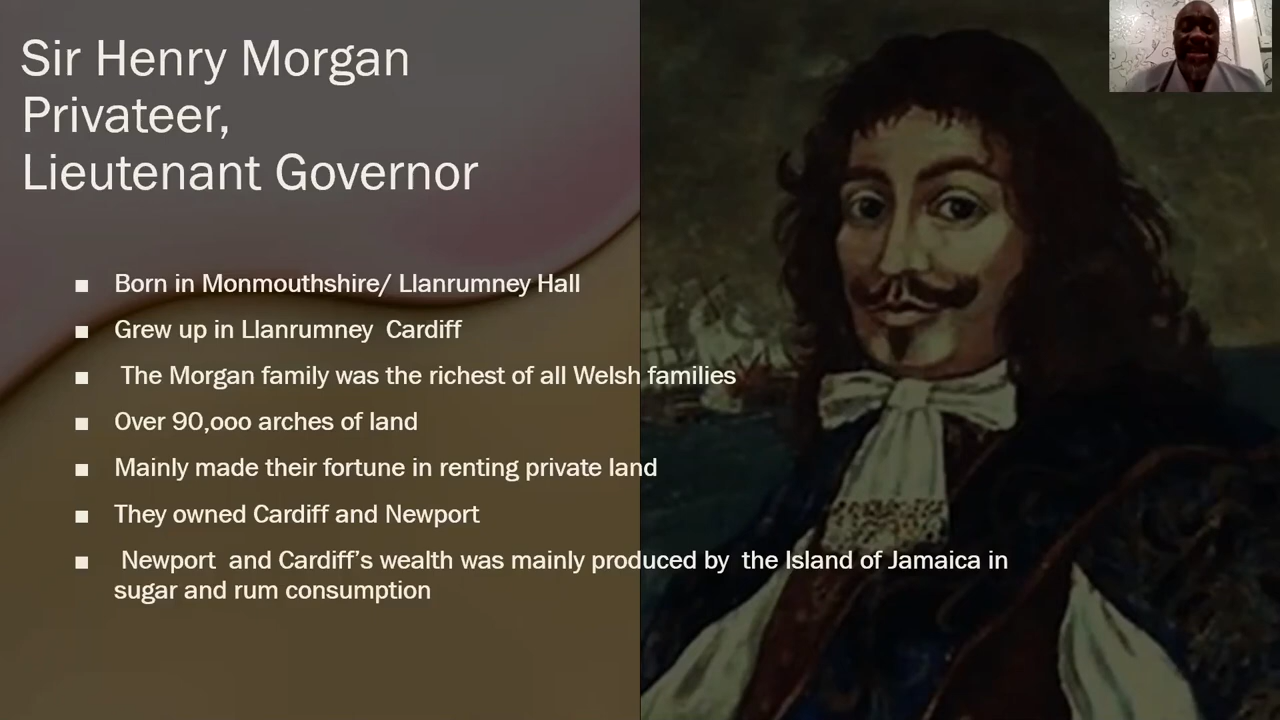 Sir Henry Morgan
Privateer,
Lieutenant Governor
■ Born in Monmouthshire/ Llanrumney Hall
■ Grew up in Llanrumney  Cardiff
■ The Morgan family was the richest of all Welsh families
■ Over 90,ooo arches of land
■ Mainly made their fortune in renting private land
■ They owned Cardiff and Newport
■ Newport  and Cardiff’s wealth was mainly produced by  the Island of Jamaica in
sugar and rum consumption